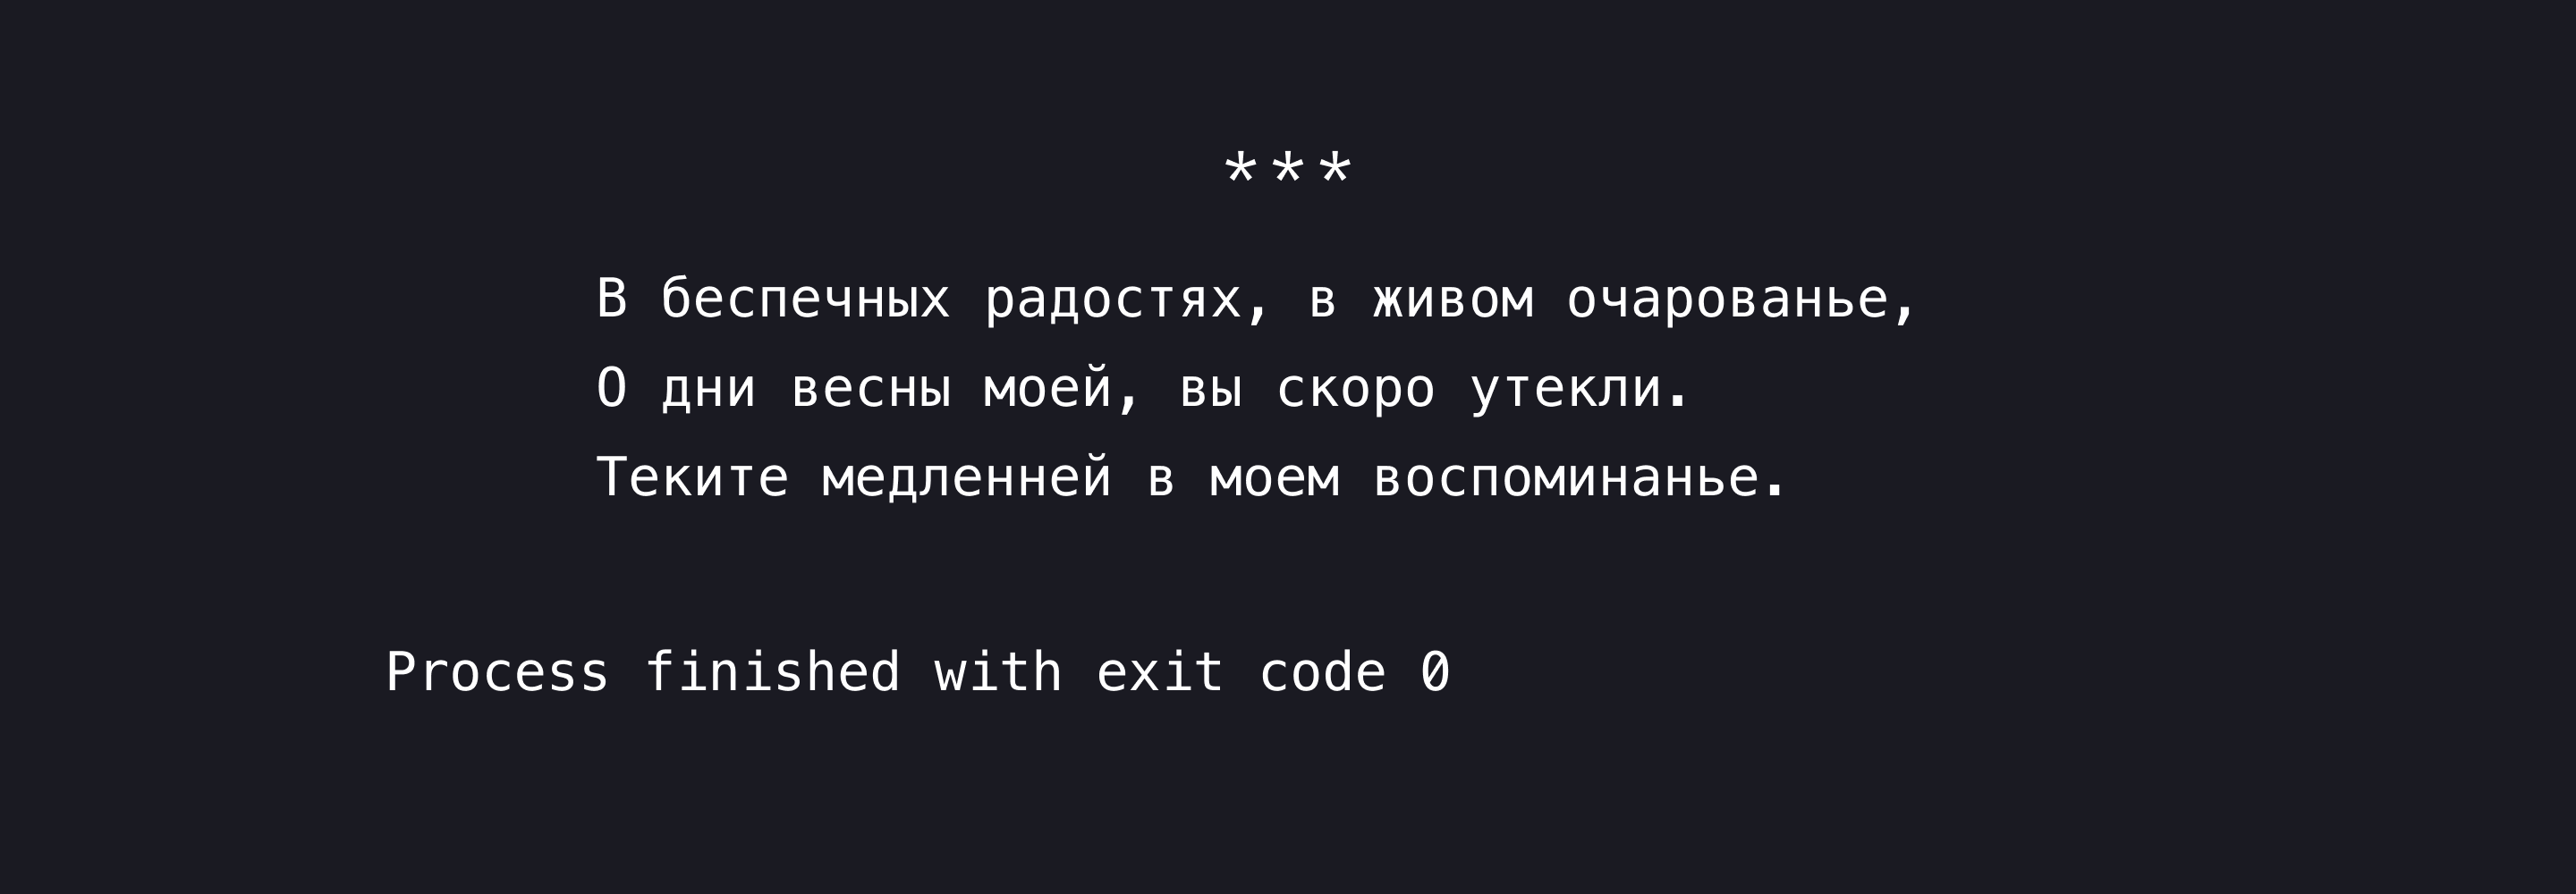 ***
В беспечных радостях, в живом очарованье,
О дни весны моей, вы скоро утекли.
Теките медленней в моем воспоминанье.
Process finished with exit code 0